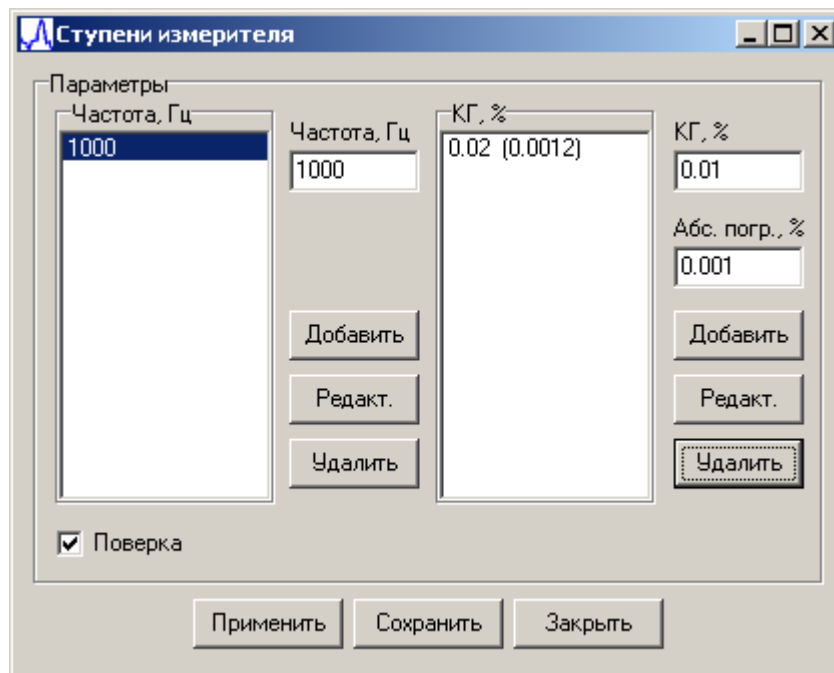 Ступени измерителя
Параметры
Частота, Гц
1000
Частота, Гц
1000
Добавить
Редакт.
Удалить
КГ, %
0.02 (0.0012)
КГ, %
0.01
Абс. погр., %
0.001
Добавить
Редакт.
Удалить
Поверка
Применить Сохранить Закрыть